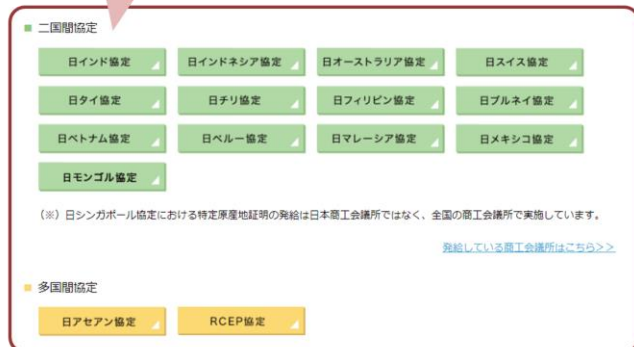 二国間協定
日インド協定 日インドネシア協定 日オーストラリア協定 日スイス協定
日タイ協定 日チリ協定 日フィリピン協定 日ブルネイ協定
日ベトナム協定 日ペルー協定 日マレーシア協定 日メキシコ協定
日モンゴル協定
(※)日シンガポール協定における特定原産地証明の発給は日本商工会議所ではなく、全国の商工会議所で実施しています。
発給している商工会議所はこちら>>
多国間協定
日アセアン協定 RCEP協定